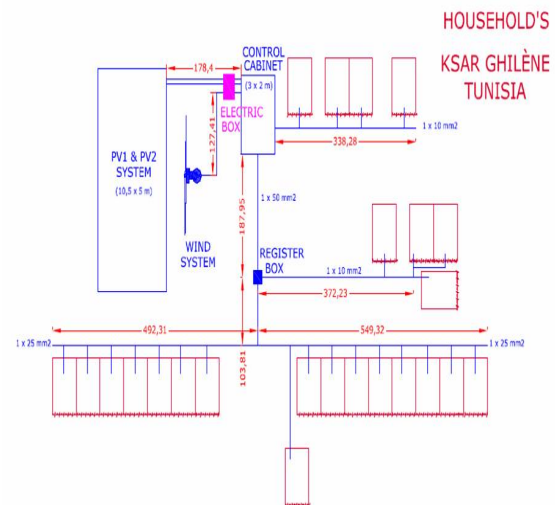 HOUSEHOLD'S
KSAR GHILÈNE
TUNISIA
178,4
CONTROL
CABINET
(3 x 2 m)
ELECTRIC
BOX
127,41
1 x 10 mm2
338,28
PV1 & PV2
SYSTEM
(10,5 x 5 m)
187,95
1 x 50 mm2
WIND
SYSTEM
REGISTER
BOX
1 x 10 mm2
372,23
492,31
549,32
1 x 25 mm2
1 x 25 mm2
103,81